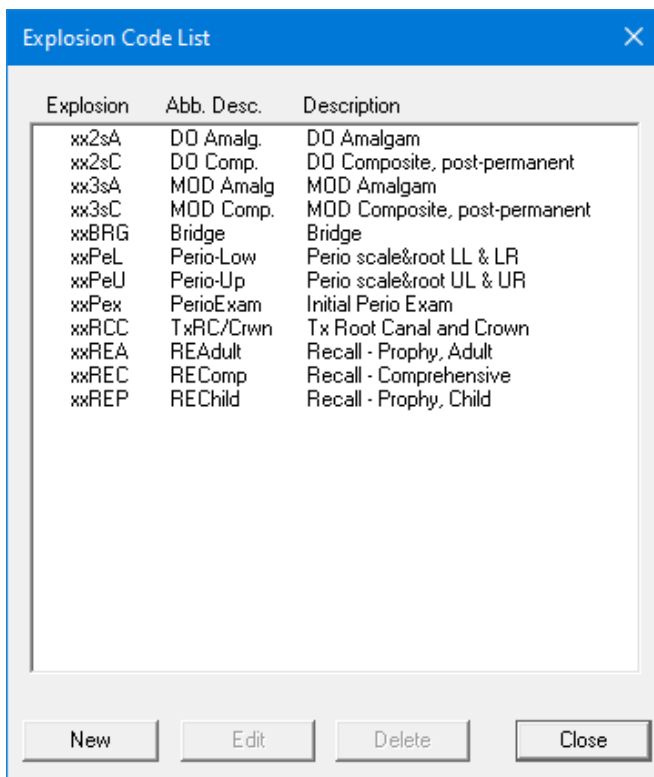 Explosion Code List
Explosion Abb. Desc. Description
xx2sA DO Amalg. DO Amalgam
xx2sC DO Comp. DO Composite, post-permanent
xx3sA MOD Amalg MOD Amalgam
xx3sC MOD Comp. MOD Composite, post-permanent
xxBRG Bridge Bridge
xxPeL Perio-Low Perio scale&root LL & LR
xxPeU Perio-Up Perio scale&root UL & UR
xxPex PerioExam Initial Perio Exam
xxRCC TxRC/Crwn Tx Root Canal and Crown
xxREA REAdult Recall - Prophy, Adult
xxREC REComp Recall - Comprehensive
xxREP REChild Recall - Prophy, Child
New Edit Delete Close